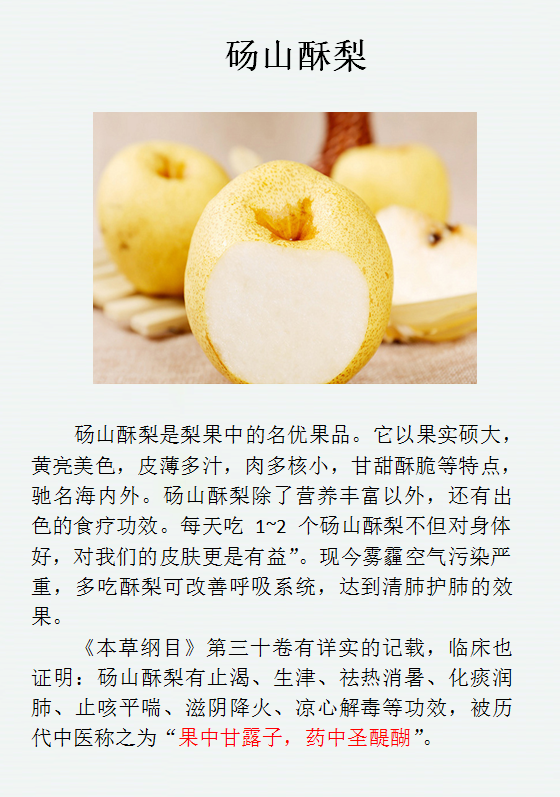 砀山酥梨
砀山酥梨是梨果中的名优果品。它以果实硕大，
黄亮美色，皮薄多汁，肉多核小，甘甜酥脆等特点，
驰名海内外。砀山酥梨除了营养丰富以外，还有出
色的食疗功效。每天吃 1~2 个砀山酥梨不但对身体
好，对我们的皮肤更是有益”。现今雾霾空气污染严
重，多吃酥梨可改善呼吸系统，达到清肺护肺的效
果。
《本草纲目》第三十卷有详实的记载，临床也
证明：砀山酥梨有止渴、生津、祛热消暑、化痰润
肺、止咳平喘、滋阴降火、凉心解毒等功效，被历
代中医称之为“果中甘露子，药中圣醍醐”。